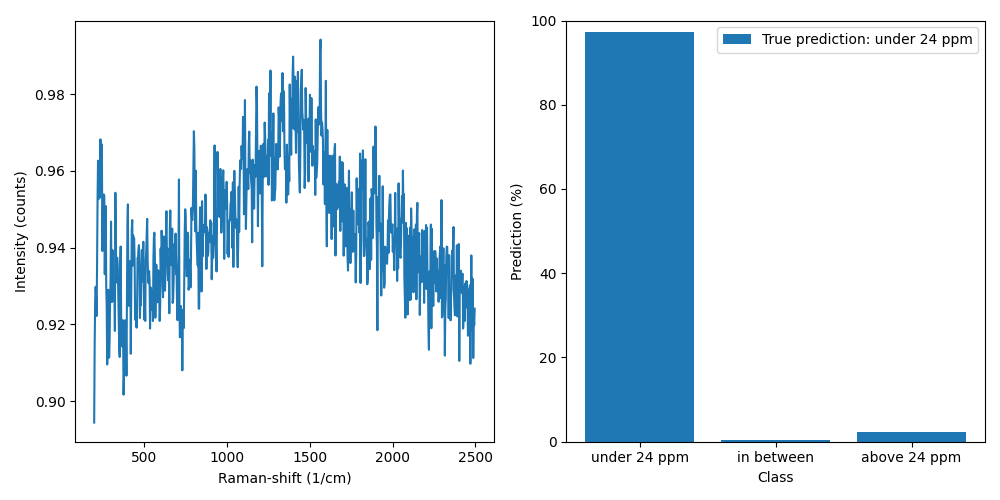 0.98
0.96
0.94
0.92
0.90
Intensity (counts)
500
1000
1500
2000
2500
Raman-shift (1/cm)
100
80
60
40
20
0
Prediction (%)
True prediction: under 24 ppm
under 24 ppm
in between
above 24 ppm
Class